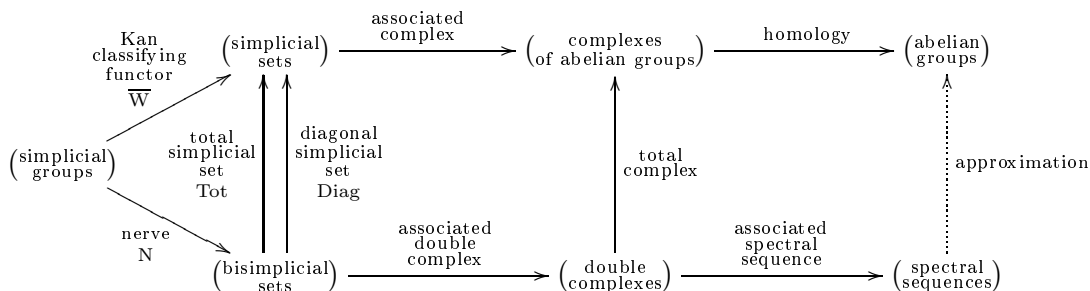 Kan
classifying
functor
W̅
(simplicial
sets)
associated
complex
(complexes
of abelian groups)
homology
(abelian
groups)
(simplicial
groups)
total
simplicial
set
Tot
diagonal
simplicial
set
Diag
total
complex
approximation
nerve
N
(bisimplicial
sets)
associated
double
complex
(double
complexes)
associated
spectral
sequence
(spectral
sequences)